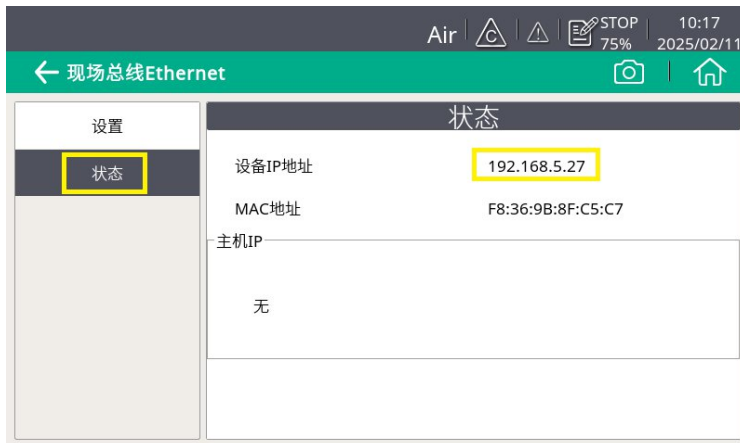 Air C STOP 10:17
75% 2025/02/11
现场总线Ethernet
设置
状态
状态
设备IP地址 192.168.5.27
MAC地址 F8:36:9B:8F:C5:C7
主机IP
无